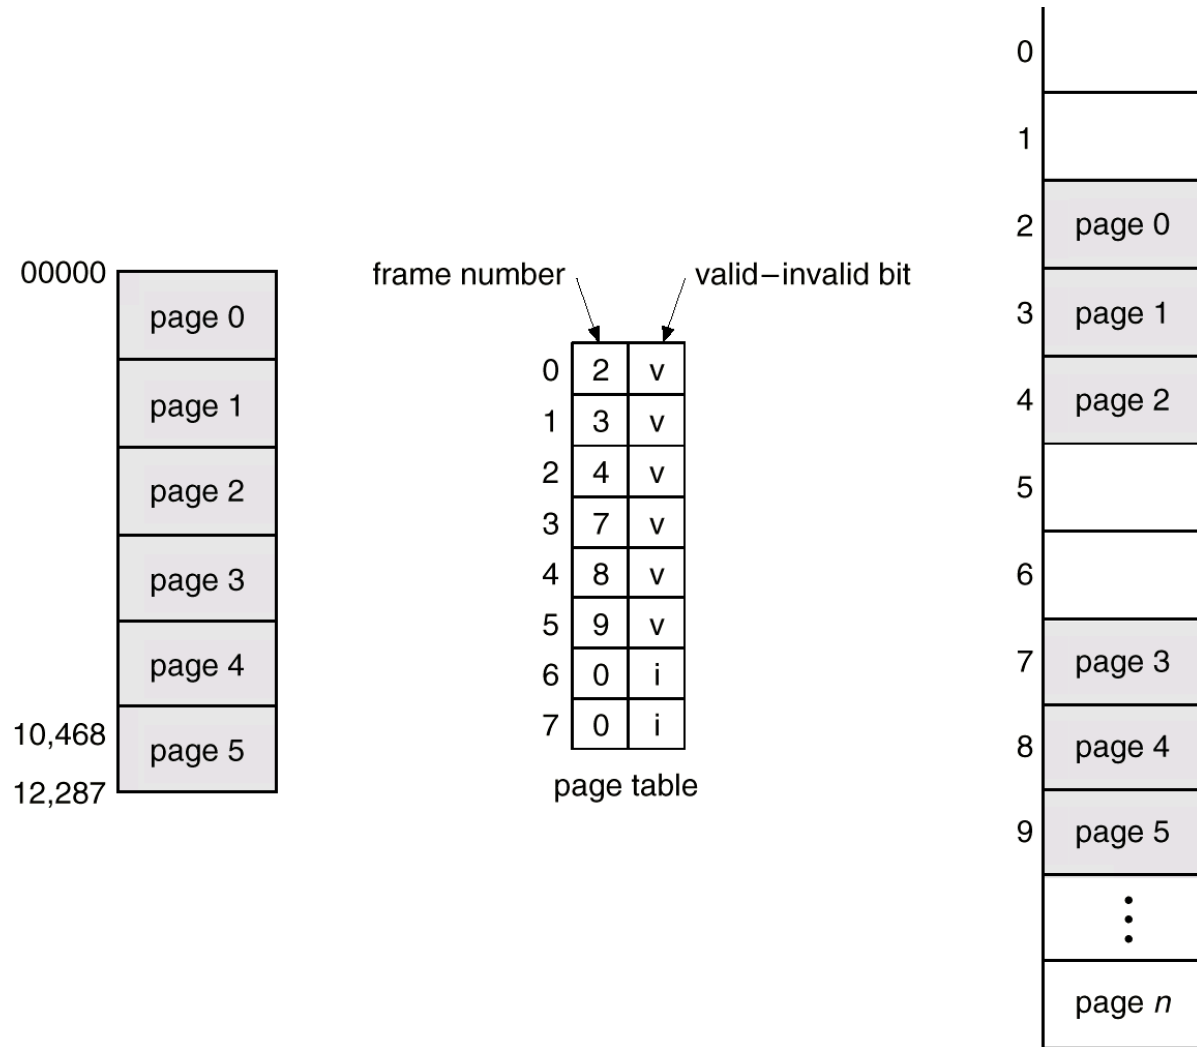 00000
page 0
page 1
page 2
page 3
page 4
10,468
page 5
12,287
frame number
valid–invalid bit
0 2 v
1 3 v
2 4 v
3 7 v
4 8 v
5 9 v
6 0 i
7 0 i
page table
0
1
2 page 0
3 page 1
4 page 2
5
6
7 page 3
8 page 4
9 page 5
page n